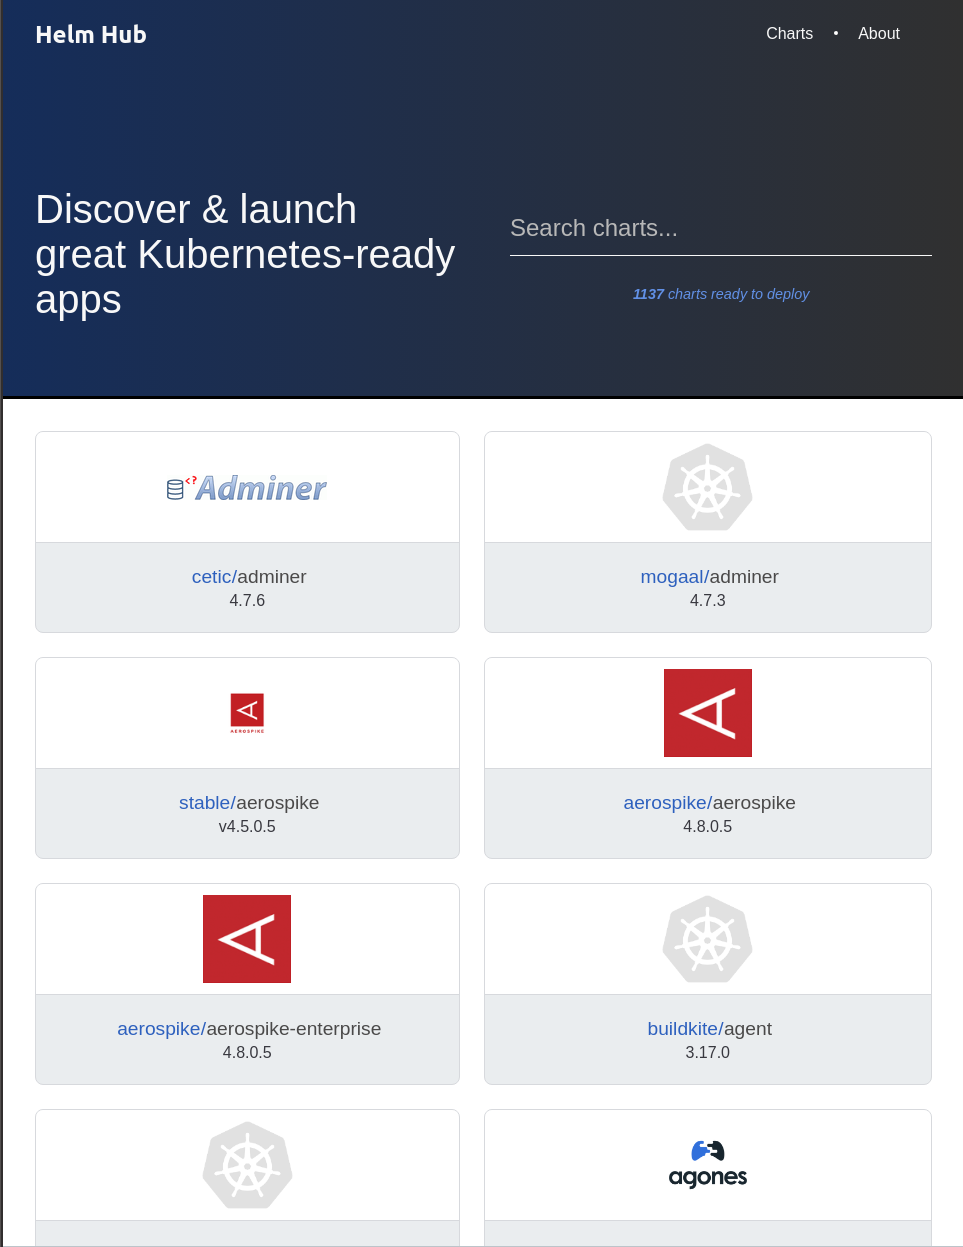 Helm Hub
Charts • About
Discover & launch
great Kubernetes-ready
apps
Search charts...
1137 charts ready to deploy
<? Adminer
cetic/adminer
4.7.6
mogaal/adminer
4.7.3
AEROSPIKE
stable/aerospike
v4.5.0.5
aerospike/aerospike
4.8.0.5
aerospike/aerospike-enterprise
4.8.0.5
buildkite/agent
3.17.0
agones